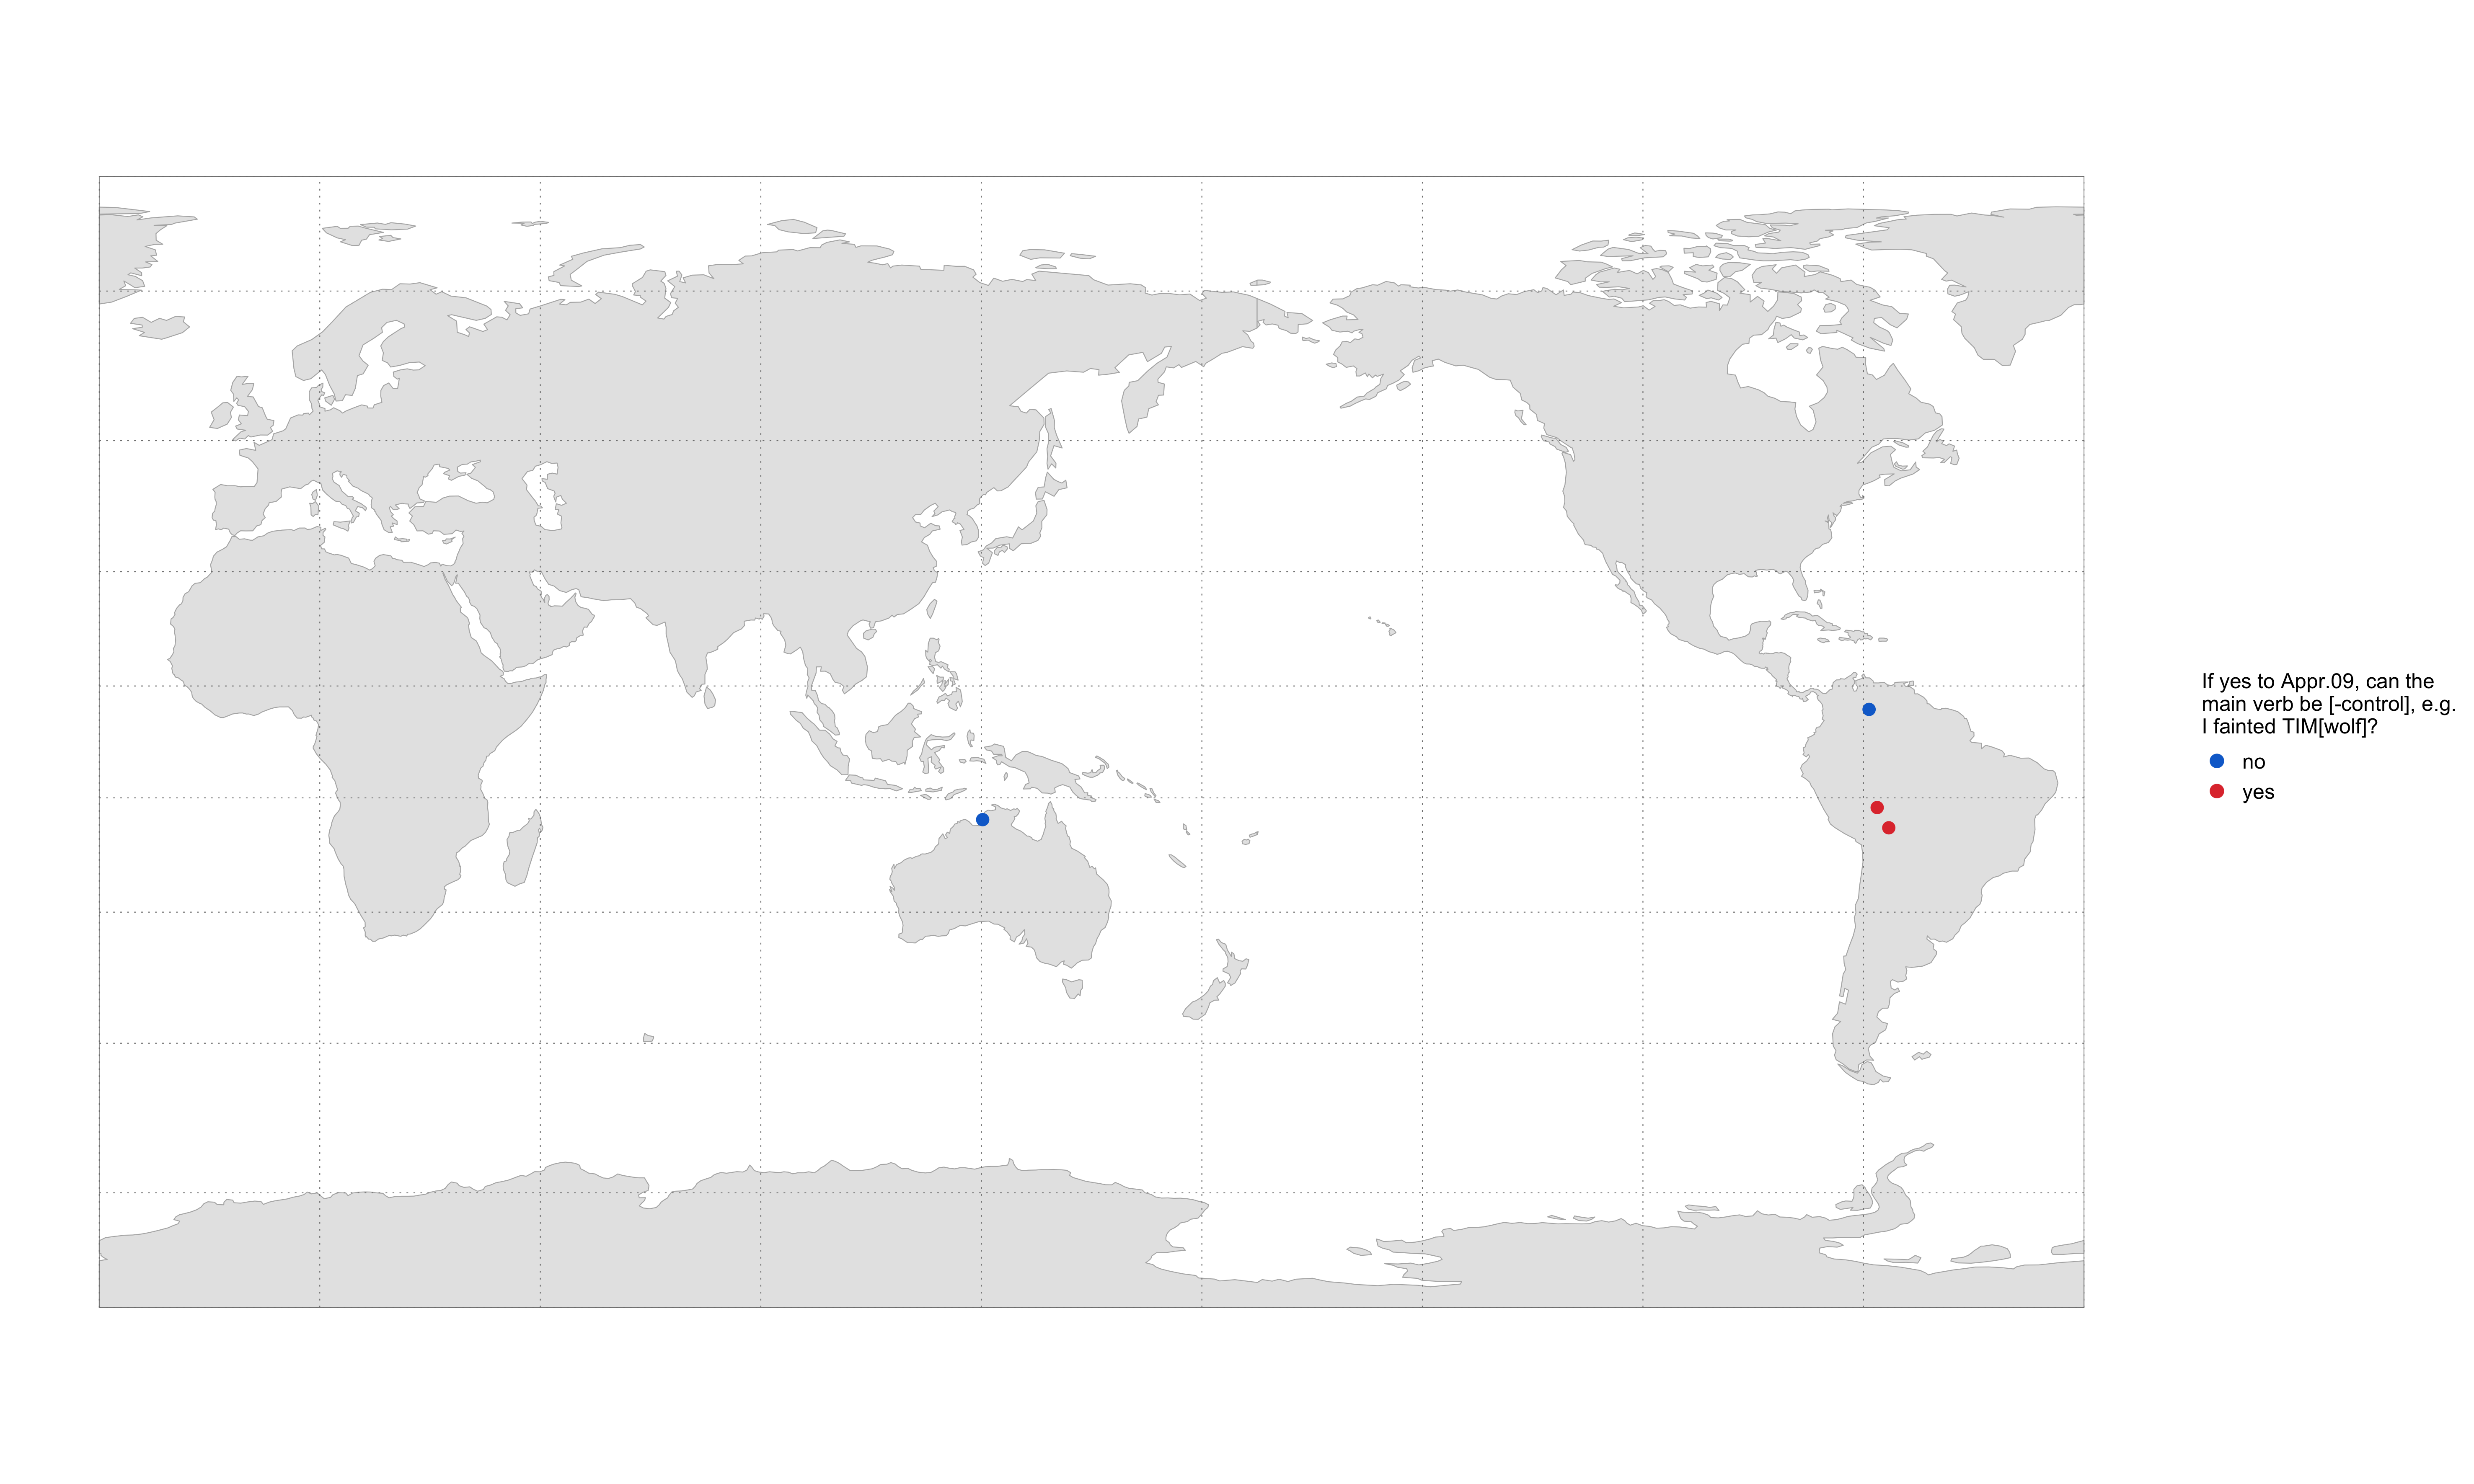 If yes to Appr.09, can the
main verb be [-control], e.g.
I fainted TIM[wolf]?
no
yes